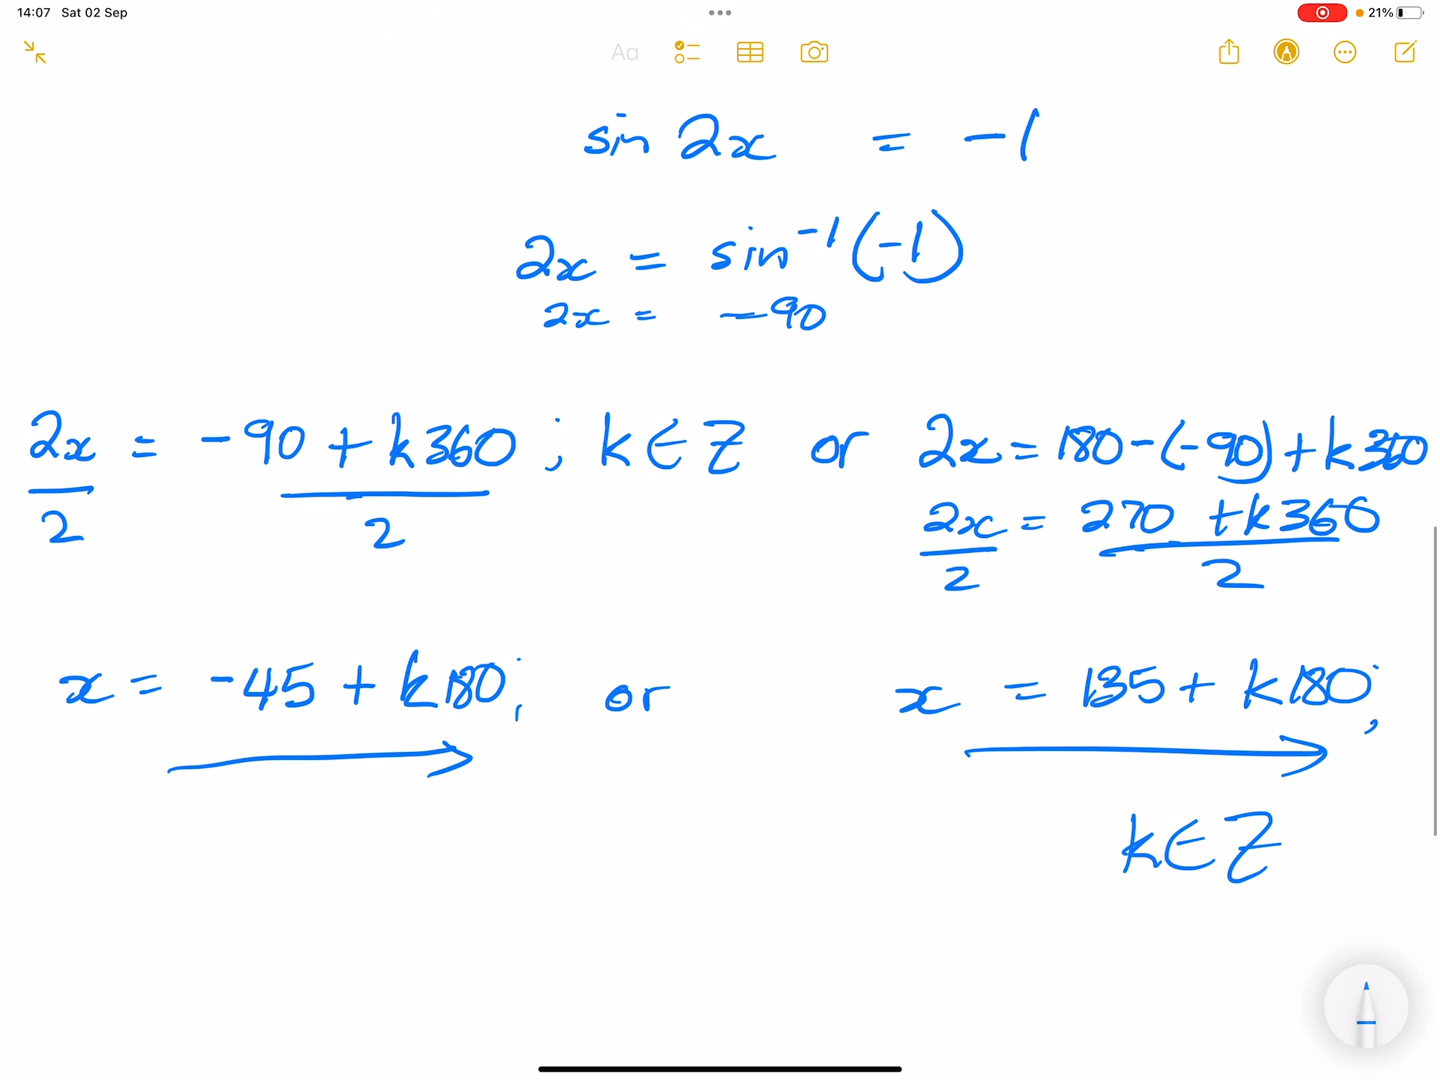 14:07 Sat 02 Sep
21%
Aa
sin 2x = -1
2x = sin⁻¹(-1)
2x = -90
2x/2 = -90 + k360/2 ; k∈Z or 2x = 180-(-90)+k360
2x/2 = 270 + k360/2
x = -45 + k180; or x = 135 + k180;
k∈Z